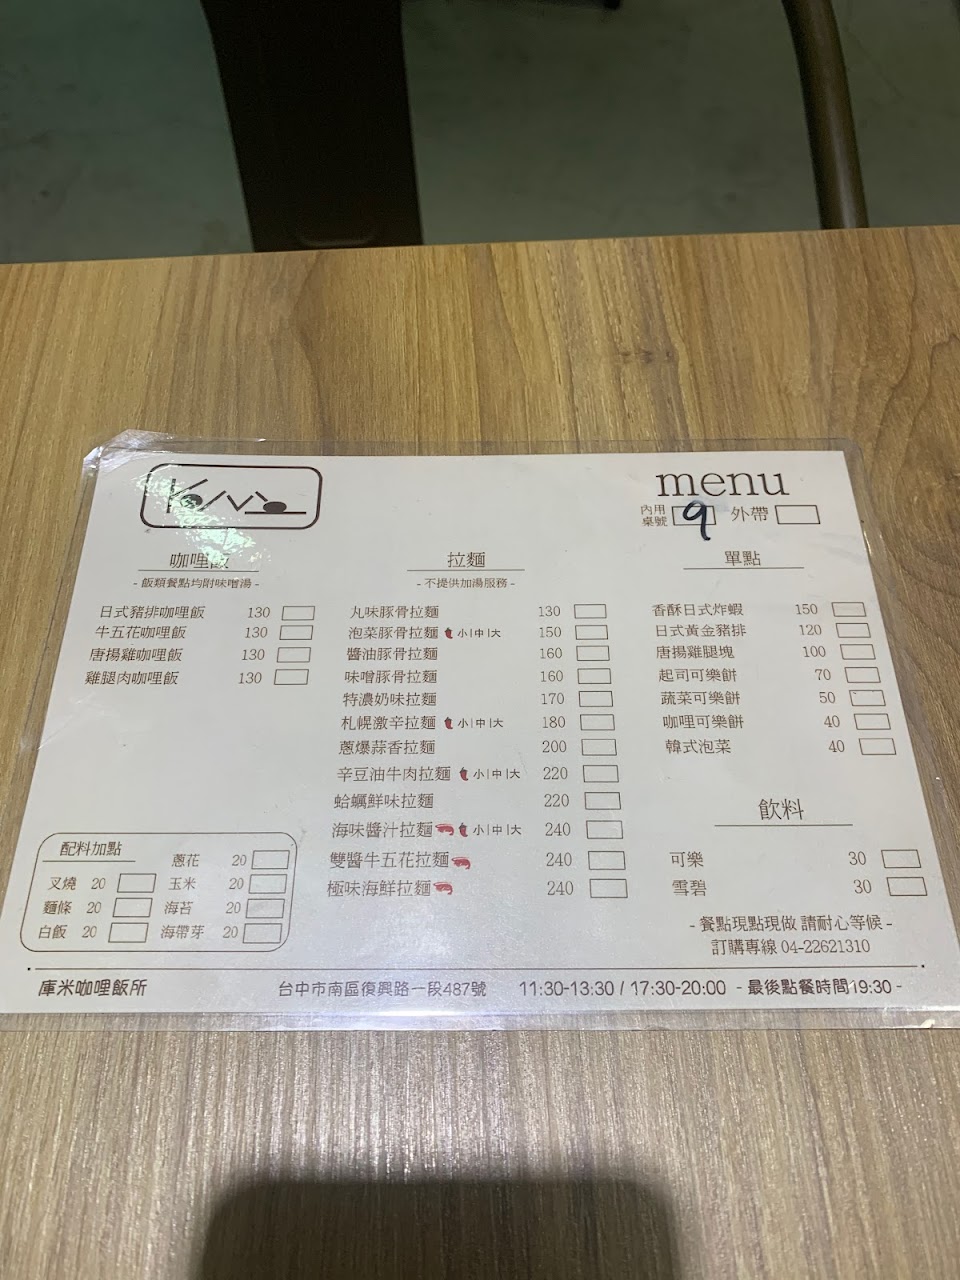 menu
內用
桌號 9 外帶
咖哩飯
- 飯類餐點均附味噌湯 -
日式豬排咖哩飯 130
牛五花咖哩飯 130
唐揚雞咖哩飯 130
雞腿肉咖哩飯 130
配料加點
蔥花 20
叉燒 20 玉米 20
麵條 20 海苔 20
白飯 20 海帶芽 20
拉麵
- 不提供加湯服務 -
丸味豚骨拉麵 130
泡菜豚骨拉麵 小|中|大 150
醬油豚骨拉麵 160
味噌豚骨拉麵 160
特濃奶味拉麵 170
札幌激辛拉麵 小|中|大 180
蔥爆蒜香拉麵 200
辛豆油牛肉拉麵 小|中|大 220
蛤蠣鮮味拉麵 220
海味醬汁拉麵 小|中|大 240
雙醬牛五花拉麵 240
極味海鮮拉麵 240
單點
香酥日式炸蝦 150
日式黃金豬排 120
唐揚雞腿塊 100
起司可樂餅 70
蔬菜可樂餅 50
咖哩可樂餅 40
韓式泡菜 40
飲料
可樂 30
雪碧 30
- 餐點現點現做 請耐心等候 -
訂購專線 04-22621310
庫米咖哩飯所 台中市南區復興路一段487號 11:30-13:30 / 17:30-20:00 - 最後點餐時間19:30 -